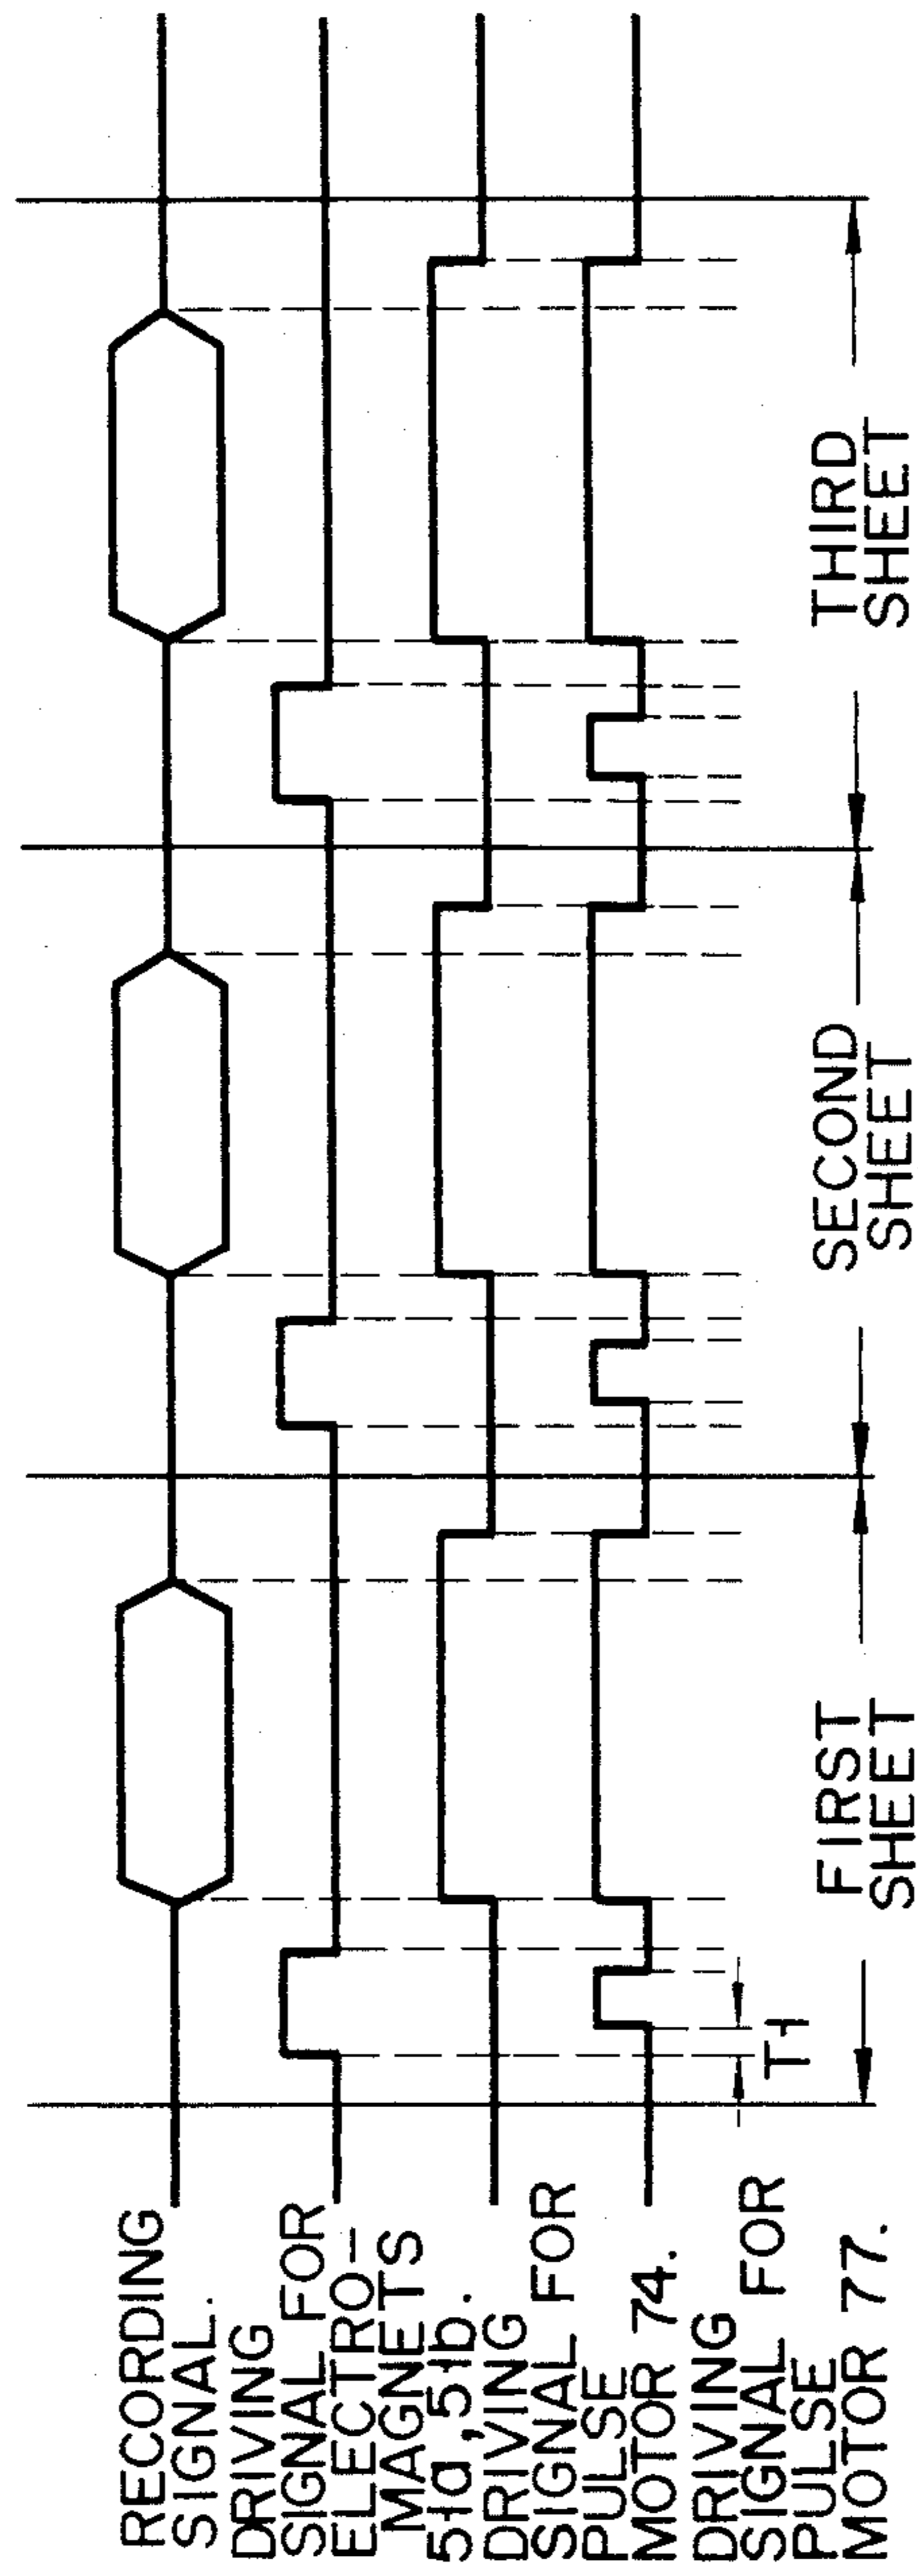 RECORDING
SIGNAL.
DRIVING
SIGNAL FOR
ELECTRO-
MAGNETS
51a, 51b.
DRIVING
SIGNAL FOR
PULSE
MOTOR 74.
DRIVING
SIGNAL FOR
PULSE
MOTOR 77.
T1
FIRST
SHEET
SECOND
SHEET
THIRD
SHEET